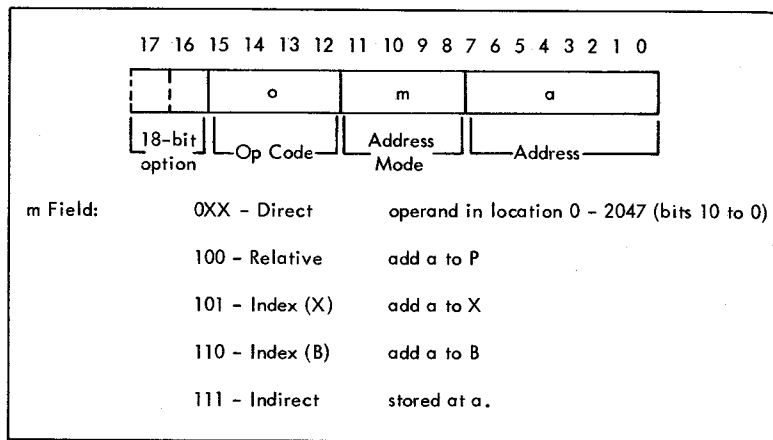 17 16 15 14 13 12 11 10 9 8 7 6 5 4 3 2 1 0
o m a
18-bit option
Op Code
Address Mode
Address
m Field: 0XX - Direct operand in location 0 - 2047 (bits 10 to 0)
100 - Relative add a to P
101 - Index (X) add a to X
110 - Index (B) add a to B
111 - Indirect stored at a.